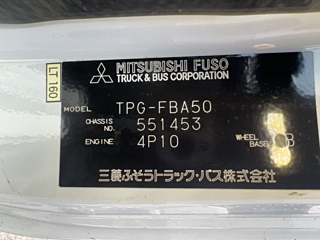 LT160
MITSUBISHI FUSO
TRUCK & BUS CORPORATION
MODEL TPG-FBA50
CHASSIS NO. 551453
ENGINE 4P10 WHEEL BASE B
三菱ふそうトラック・バス株式会社